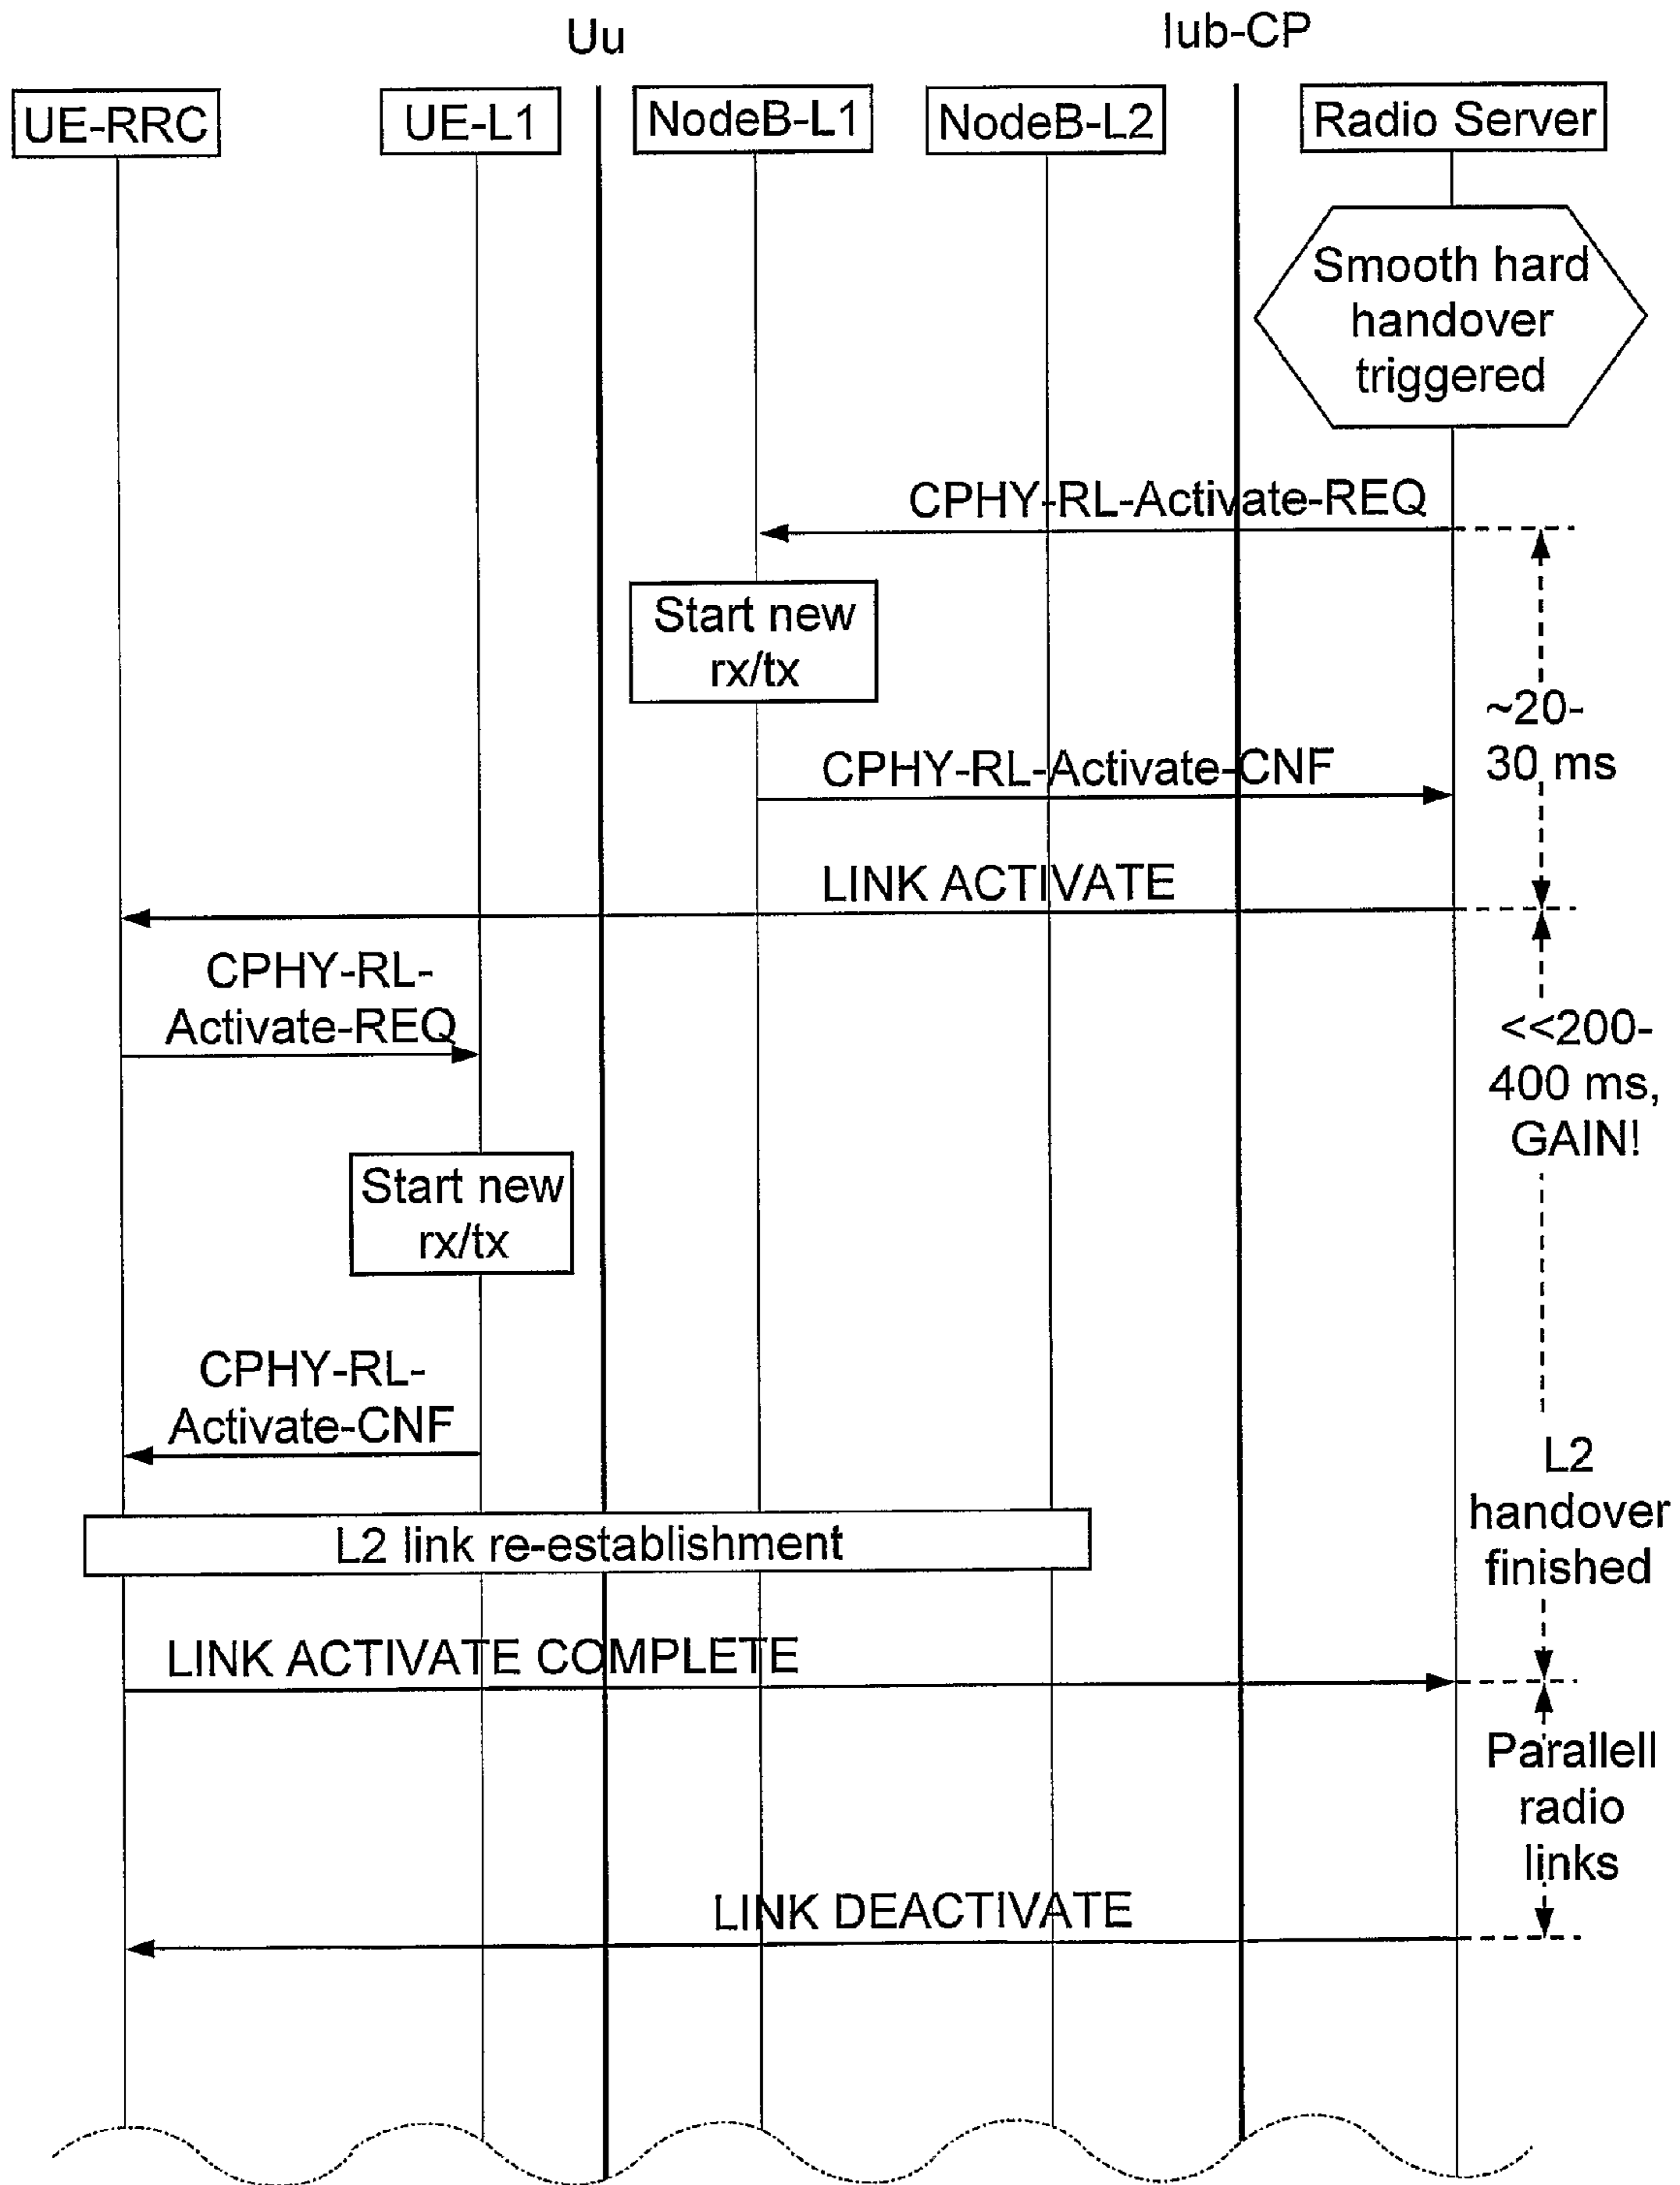 Uu
Iub-CP
UE-RRC
UE-L1
NodeB-L1
NodeB-L2
Radio Server
Smooth hard
handover
triggered
CPHY-RL-Activate-REQ
Start new
rx/tx
~20-
30 ms
CPHY-RL-Activate-CNF
LINK ACTIVATE
CPHY-RL-
Activate-REQ
<<200-
400 ms,
GAIN!
Start new
rx/tx
CPHY-RL-
Activate-CNF
L2
handover
finished
L2 link re-establishment
LINK ACTIVATE COMPLETE
Parallell
radio
links
LINK DEACTIVATE